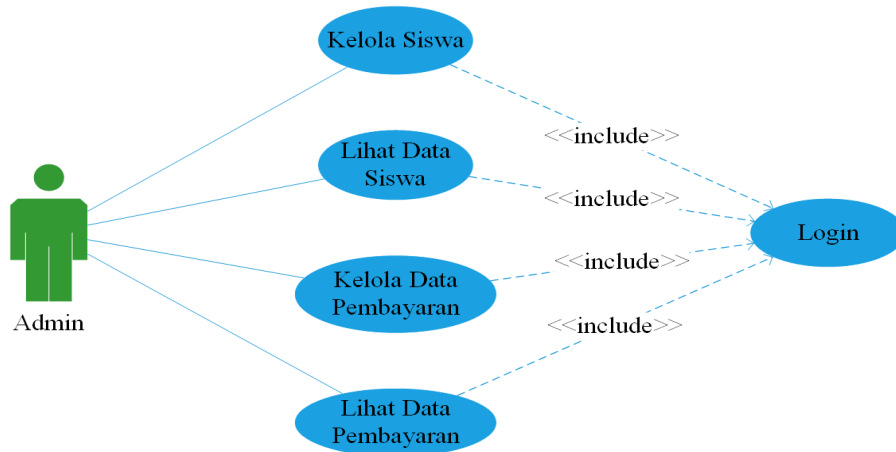 Kelola Siswa
<<include>>
Lihat Data
Siswa
<<include>>
Login
Kelola Data
Pembayaran
<<include>>
Admin
<<include>>
Lihat Data
Pembayaran